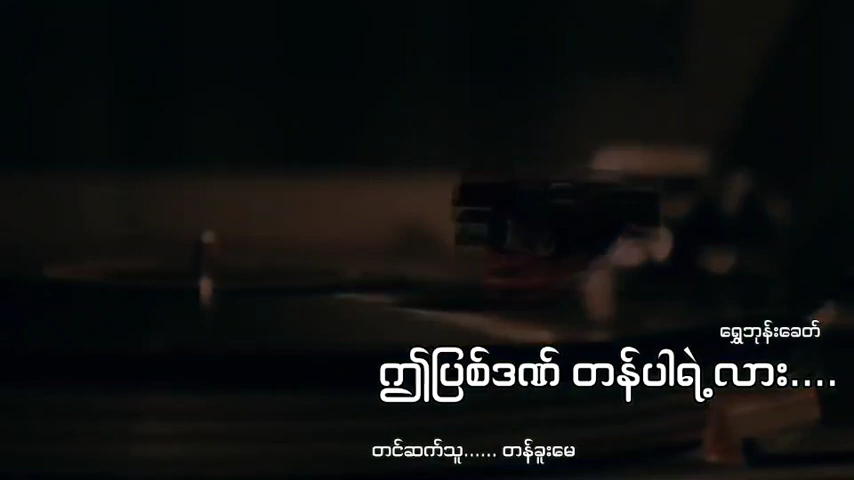 ရွှေဘုန်းခေတ်
ဤပြစ်ဒဏ် တန်ပါရဲ့လား....
တင်ဆက်သူ...... တန်ခူးမေ